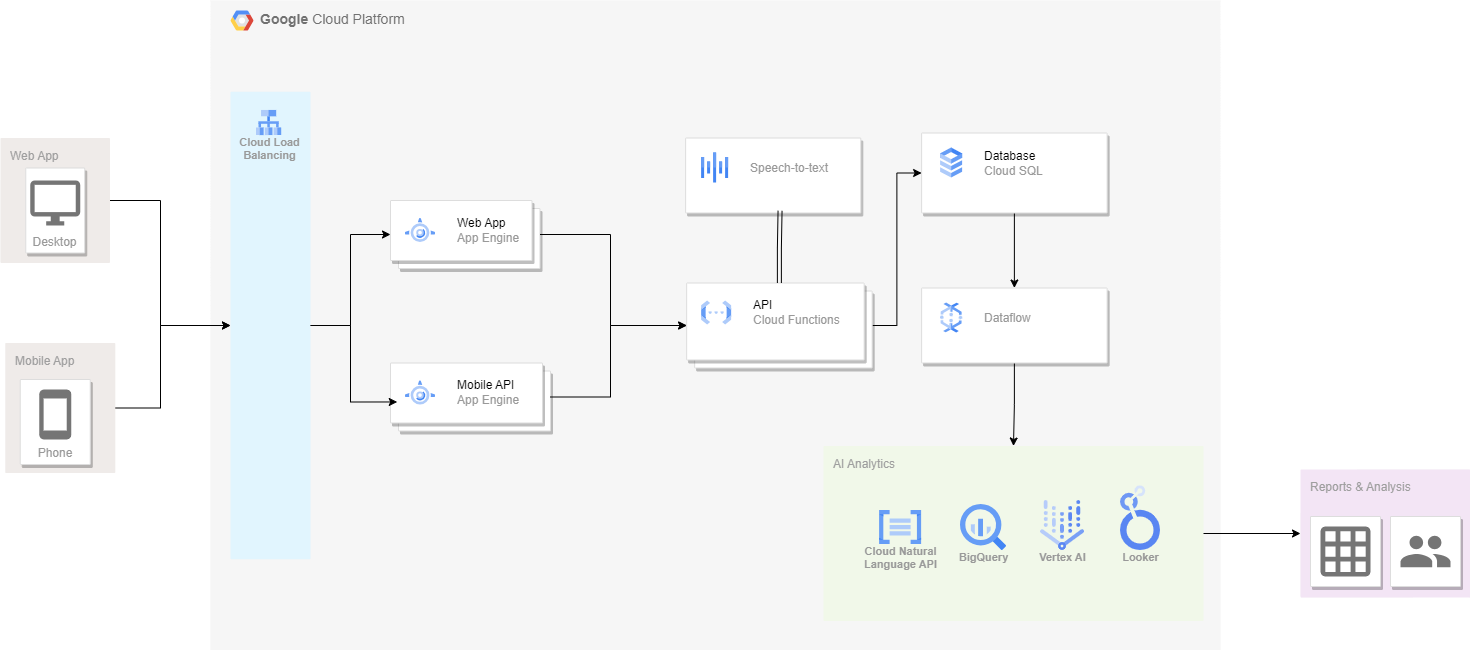 Google Cloud Platform
Web App
Desktop
Mobile App
Phone
Cloud Load
Balancing
Web App
App Engine
Mobile API
App Engine
Speech-to-text
API
Cloud Functions
Database
Cloud SQL
Dataflow
AI Analytics
Cloud Natural
Language API
BigQuery
Vertex AI
Looker
Reports & Analysis